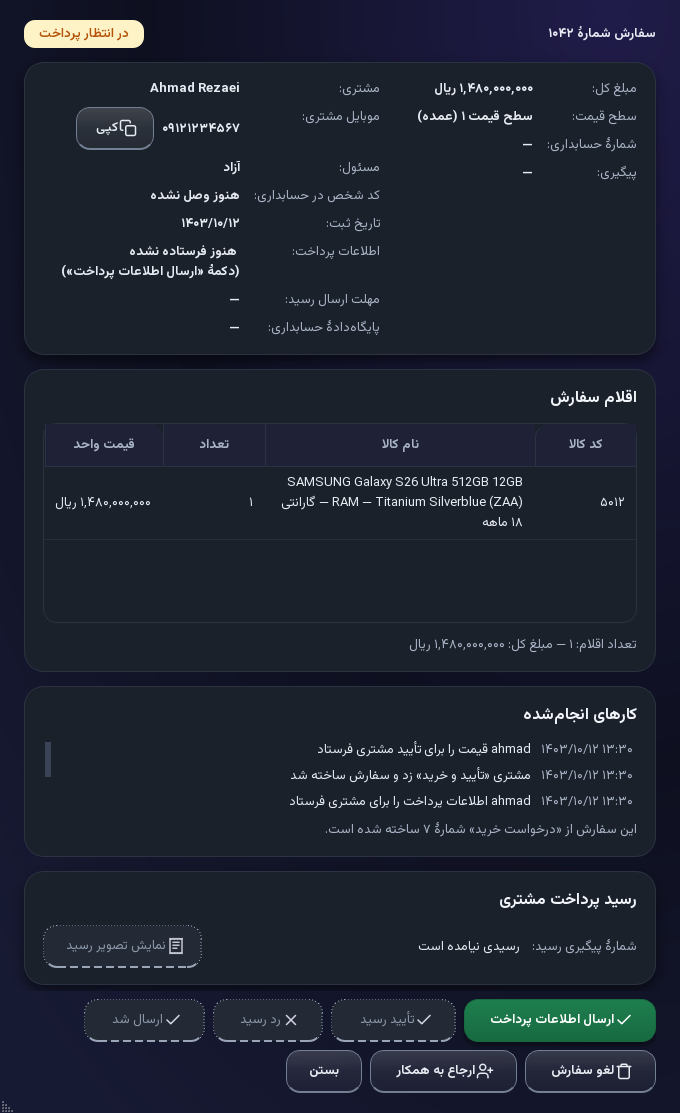 سفارش شمارهٔ ۱۰۴۲
در انتظار پرداخت
مبلغ کل: ۱,۴۸۰,۰۰۰,۰۰۰ ریال
سطح قیمت: سطح قیمت ۱ (عمده)
شمارهٔ حسابداری: —
پیگیری: —
مشتری: Ahmad Rezaei
موبایل مشتری: ۰۹۱۲۱۲۳۴۵۶۷ کپی
مسئول: آزاد
کد شخص در حسابداری: هنوز وصل نشده
تاریخ ثبت: ۱۴۰۳/۱۰/۱۲
اطلاعات پرداخت: هنوز فرستاده نشده
(دکمهٔ «ارسال اطلاعات پرداخت»)
مهلت ارسال رسید: —
پایگاه‌دادهٔ حسابداری: —
اقلام سفارش
کد کالا نام کالا تعداد قیمت واحد
SAMSUNG Galaxy S26 Ultra 512GB 12GB
۵۰۱۲ RAM — Titanium Silverblue (ZAA) — گارانتی ۱ ۱,۴۸۰,۰۰۰,۰۰۰ ریال
۱۸ ماهه
تعداد اقلام: ۱ — مبلغ کل: ۱,۴۸۰,۰۰۰,۰۰۰ ریال
کارهای انجام‌شده
۱۴۰۳/۱۰/۱۲ ۱۳:۳۰ ahmad قیمت را برای تأیید مشتری فرستاد
۱۴۰۳/۱۰/۱۲ ۱۳:۳۰ مشتری «تأیید و خرید» زد و سفارش ساخته شد
۱۴۰۳/۱۰/۱۲ ۱۳:۳۰ ahmad اطلاعات پرداخت را برای مشتری فرستاد
این سفارش از «درخواست خرید» شمارهٔ ۷ ساخته شده است.
رسید پرداخت مشتری
شمارهٔ پیگیری رسید: رسیدی نیامده است
نمایش تصویر رسید
ارسال اطلاعات پرداخت
تأیید رسید
رد رسید
ارسال شد
لغو سفارش
ارجاع به همکار
بستن